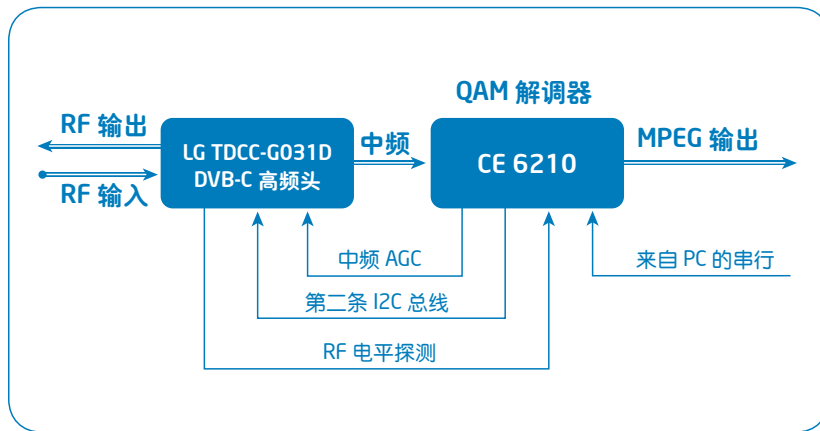 QAM 解调器
RF 输出
LG TDCC-G031D
DVB-C 高频头
中频
CE 6210
MPEG 输出
RF 输入
中频 AGC
来自 PC 的串行
第二条 I2C 总线
RF 电平探测